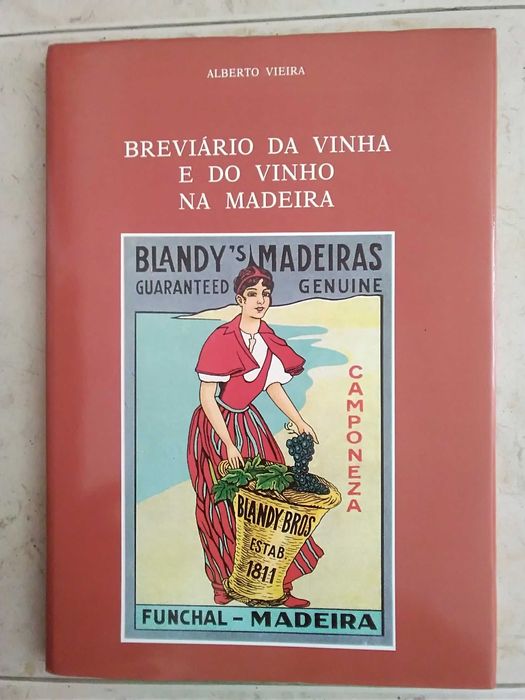 ALBERTO VIEIRA
BREVIÁRIO DA VINHA
E DO VINHO
NA MADEIRA
BLANDY'S MADEIRAS
GUARANTEED GENUINE
CAMPONEZA
BLANDY BROS
ESTAB.
1811
FUNCHAL - MADEIRA